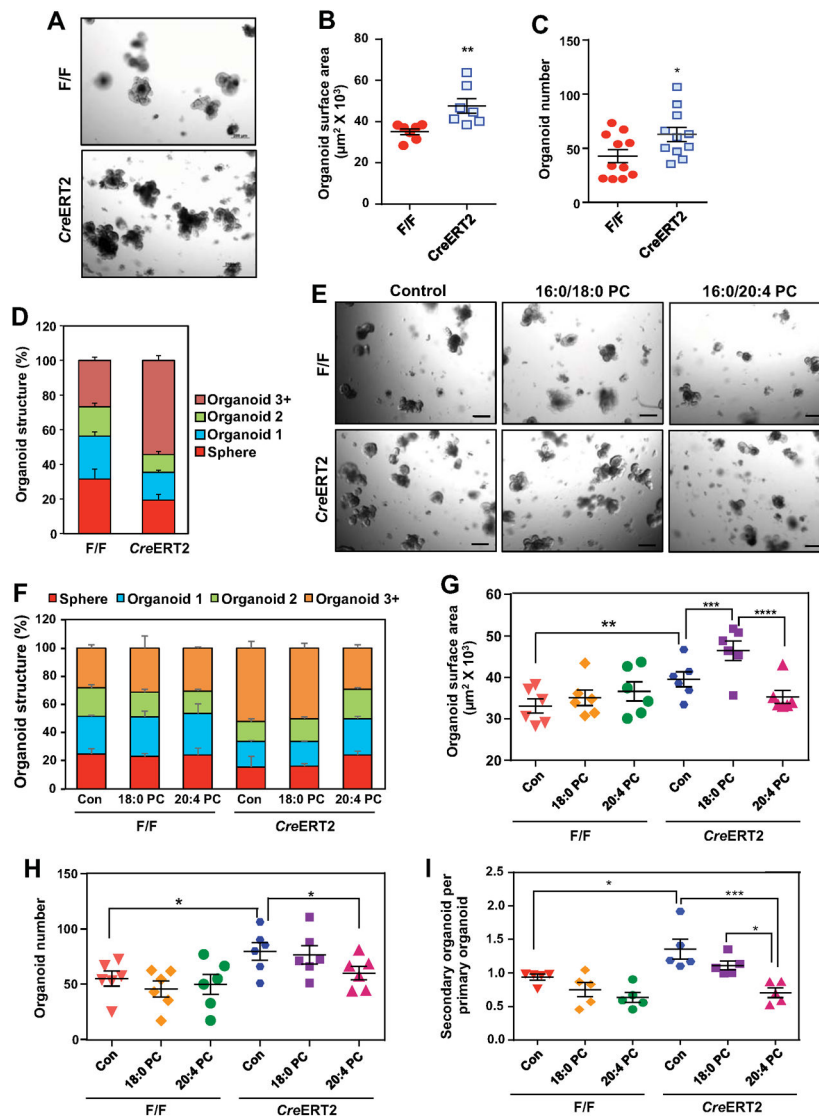 A
F/F
CreERT2
B
Organoid surface area
(µm² X 10³)
80
60
40
20
0
**
F/F
CreERT2
C
Organoid number
150
100
50
0
*
F/F
CreERT2
D
Organoid structure (%)
120
100
80
60
40
20
0
F/F
CreERT2
Organoid 3+
Organoid 2
Organoid 1
Sphere
E
Control
16:0/18:0 PC
16:0/20:4 PC
F/F
CreERT2
F
Sphere
Organoid 1
Organoid 2
Organoid 3+
Organoid structure (%)
120
100
80
60
40
20
0
Con
18:0 PC
20:4 PC
Con
18:0 PC
20:4 PC
F/F
CreERT2
G
Organoid surface area
(µm² X 10³)
60
50
40
30
20
**
***
****
Con
18:0 PC
20:4 PC
Con
18:0 PC
20:4 PC
F/F
CreERT2
H
Organoid number
150
100
50
0
*
*
Con
18:0 PC
20:4 PC
Con
18:0 PC
20:4 PC
F/F
CreERT2
I
Secondary organoid per
primary organoid
2.5
2.0
1.5
1.0
0.5
0.0
*
***
*
Con
18:0 PC
20:4 PC
Con
18:0 PC
20:4 PC
F/F
CreERT2